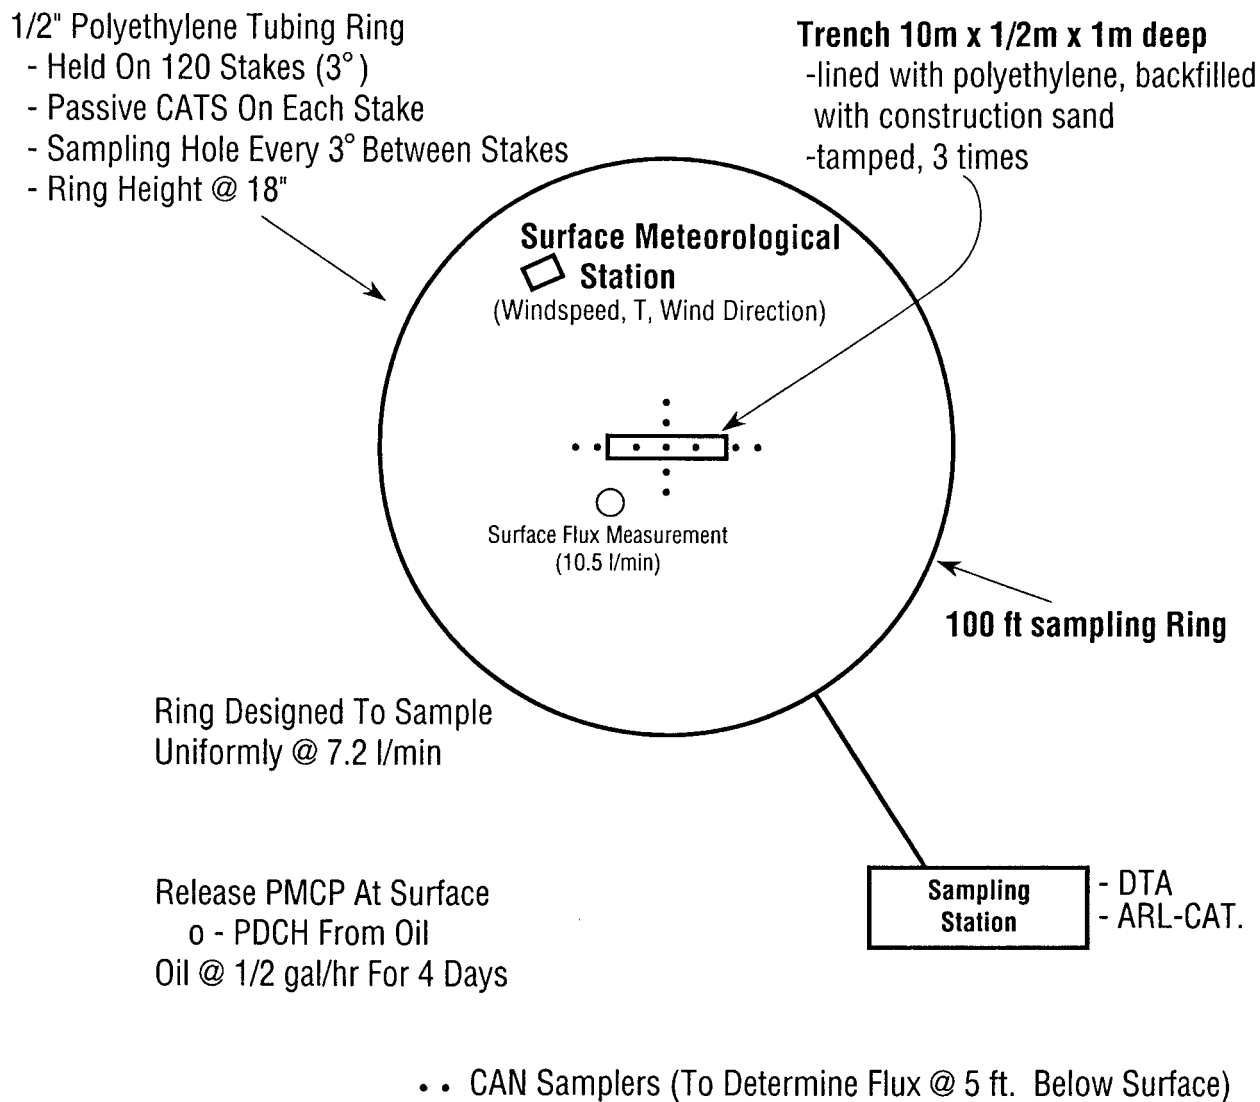 1/2" Polyethylene Tubing Ring
- Held On 120 Stakes (3°)
- Passive CATS On Each Stake
- Sampling Hole Every 3° Between Stakes
- Ring Height @ 18"
Trench 10m x 1/2m x 1m deep
-lined with polyethylene, backfilled
with construction sand
-tamped, 3 times
Surface Meteorological
Station
(Windspeed, T, Wind Direction)
Surface Flux Measurement
(10.5 l/min)
100 ft sampling Ring
Ring Designed To Sample
Uniformly @ 7.2 l/min
Sampling
Station
- DTA
- ARL-CAT.
Release PMCP At Surface
o - PDCH From Oil
Oil @ 1/2 gal/hr For 4 Days
• • CAN Samplers (To Determine Flux @ 5 ft. Below Surface)